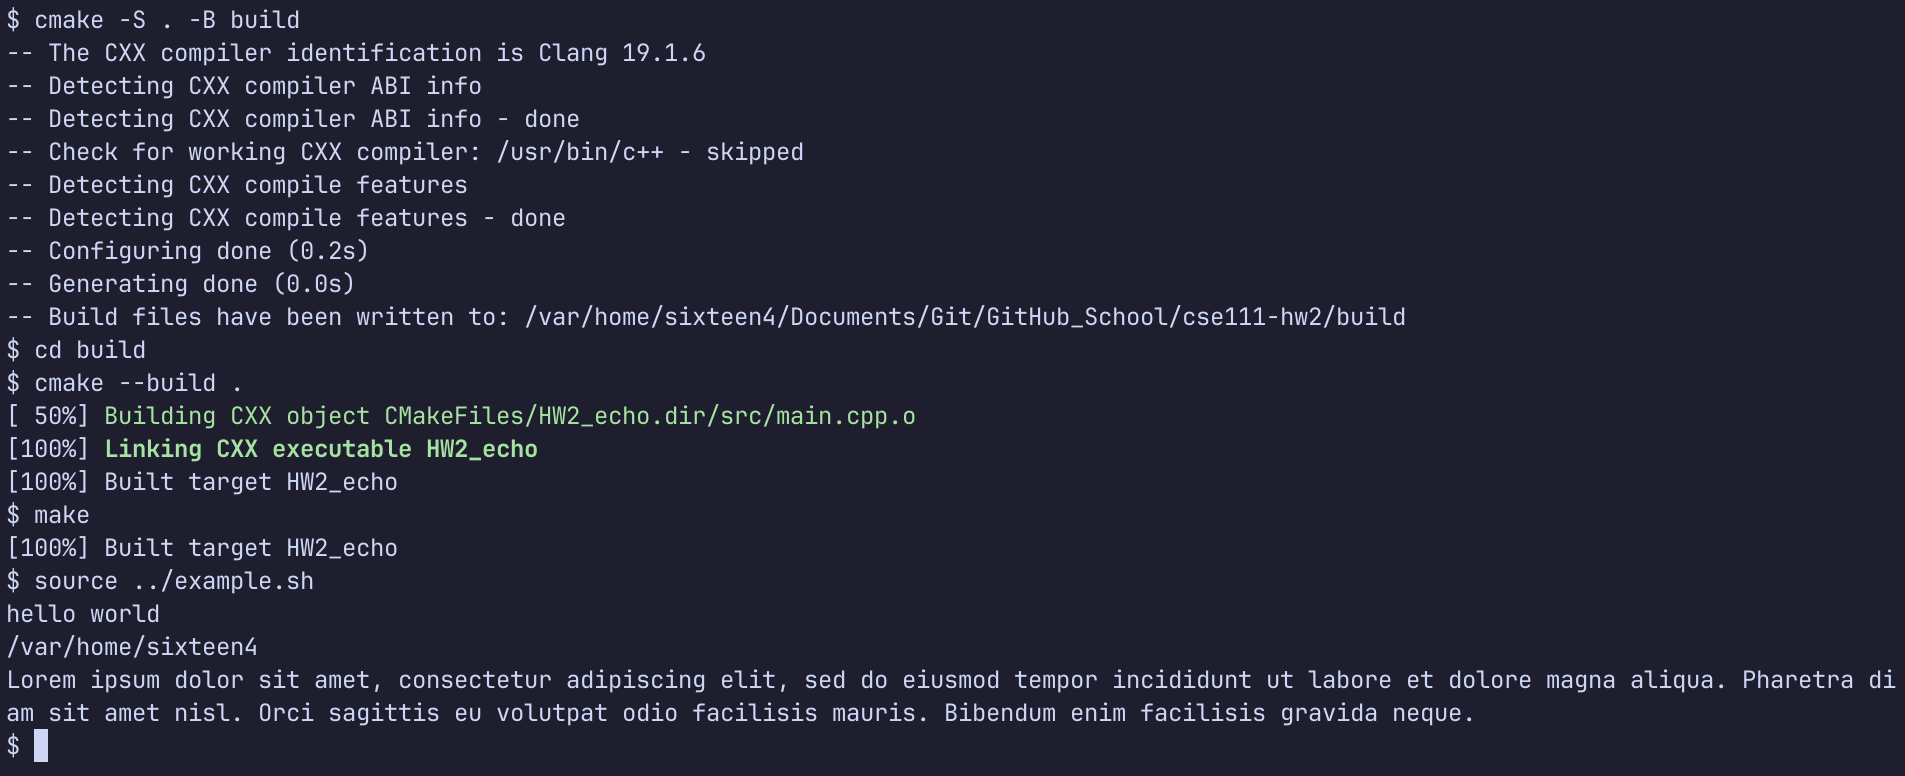 $ cmake -S . -B build
-- The CXX compiler identification is Clang 19.1.6
-- Detecting CXX compiler ABI info
-- Detecting CXX compiler ABI info - done
-- Check for working CXX compiler: /usr/bin/c++ - skipped
-- Detecting CXX compile features
-- Detecting CXX compile features - done
-- Configuring done (0.2s)
-- Generating done (0.0s)
-- Build files have been written to: /var/home/sixteen4/Documents/Git/GitHub_School/cse111-hw2/build
$ cd build
$ cmake --build .
[ 50%] Building CXX object CMakeFiles/HW2_echo.dir/src/main.cpp.o
[100%] Linking CXX executable HW2_echo
[100%] Built target HW2_echo
$ make
[100%] Built target HW2_echo
$ source ../example.sh
hello world
/var/home/sixteen4
Lorem ipsum dolor sit amet, consectetur adipiscing elit, sed do eiusmod tempor incididunt ut labore et dolore magna aliqua. Pharetra di
am sit amet nisl. Orci sagittis eu volutpat odio facilisis mauris. Bibendum enim facilisis gravida neque.
$